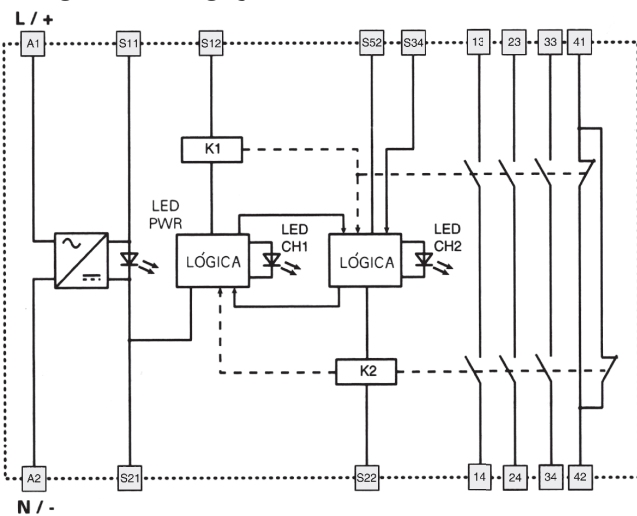 L / +
A1 S11 S12 S52 S34 13 23 33 41
K1
LED
PWR
LED
CH1
LED
CH2
LÓGICA LÓGICA
K2
A2 S21 S22 14 24 34 42
N / -